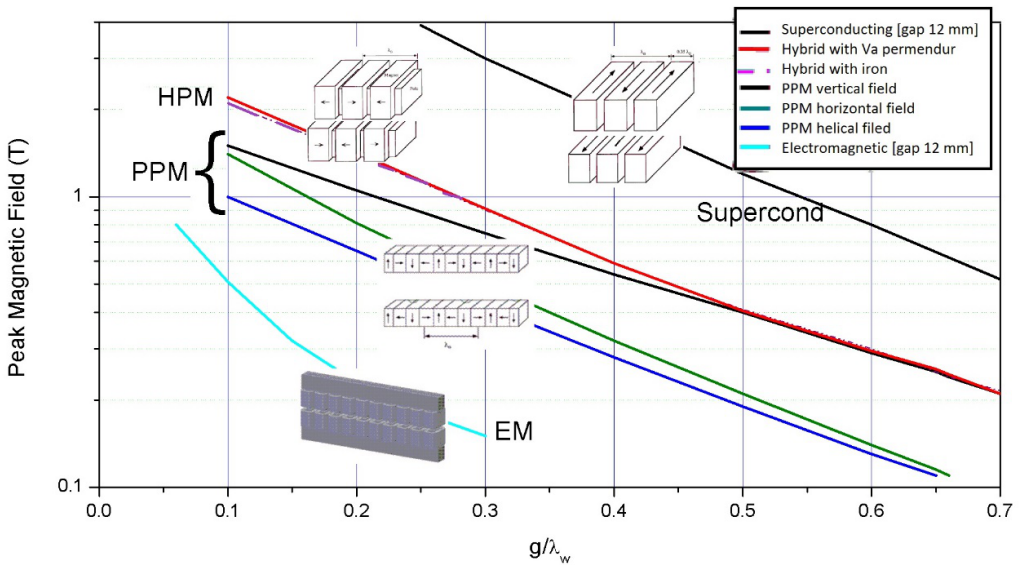 Superconducting [gap 12 mm]
Hybrid with Va permendur
Hybrid with iron
PPM vertical field
PPM horizontal field
PPM helical filed
Electromagnetic [gap 12 mm]
HPM
PPM
Supercond
EM
λw
Peak Magnetic Field (T)
1
0.1
0.0
0.1
0.2
0.3
0.4
0.5
0.6
0.7
g/λw